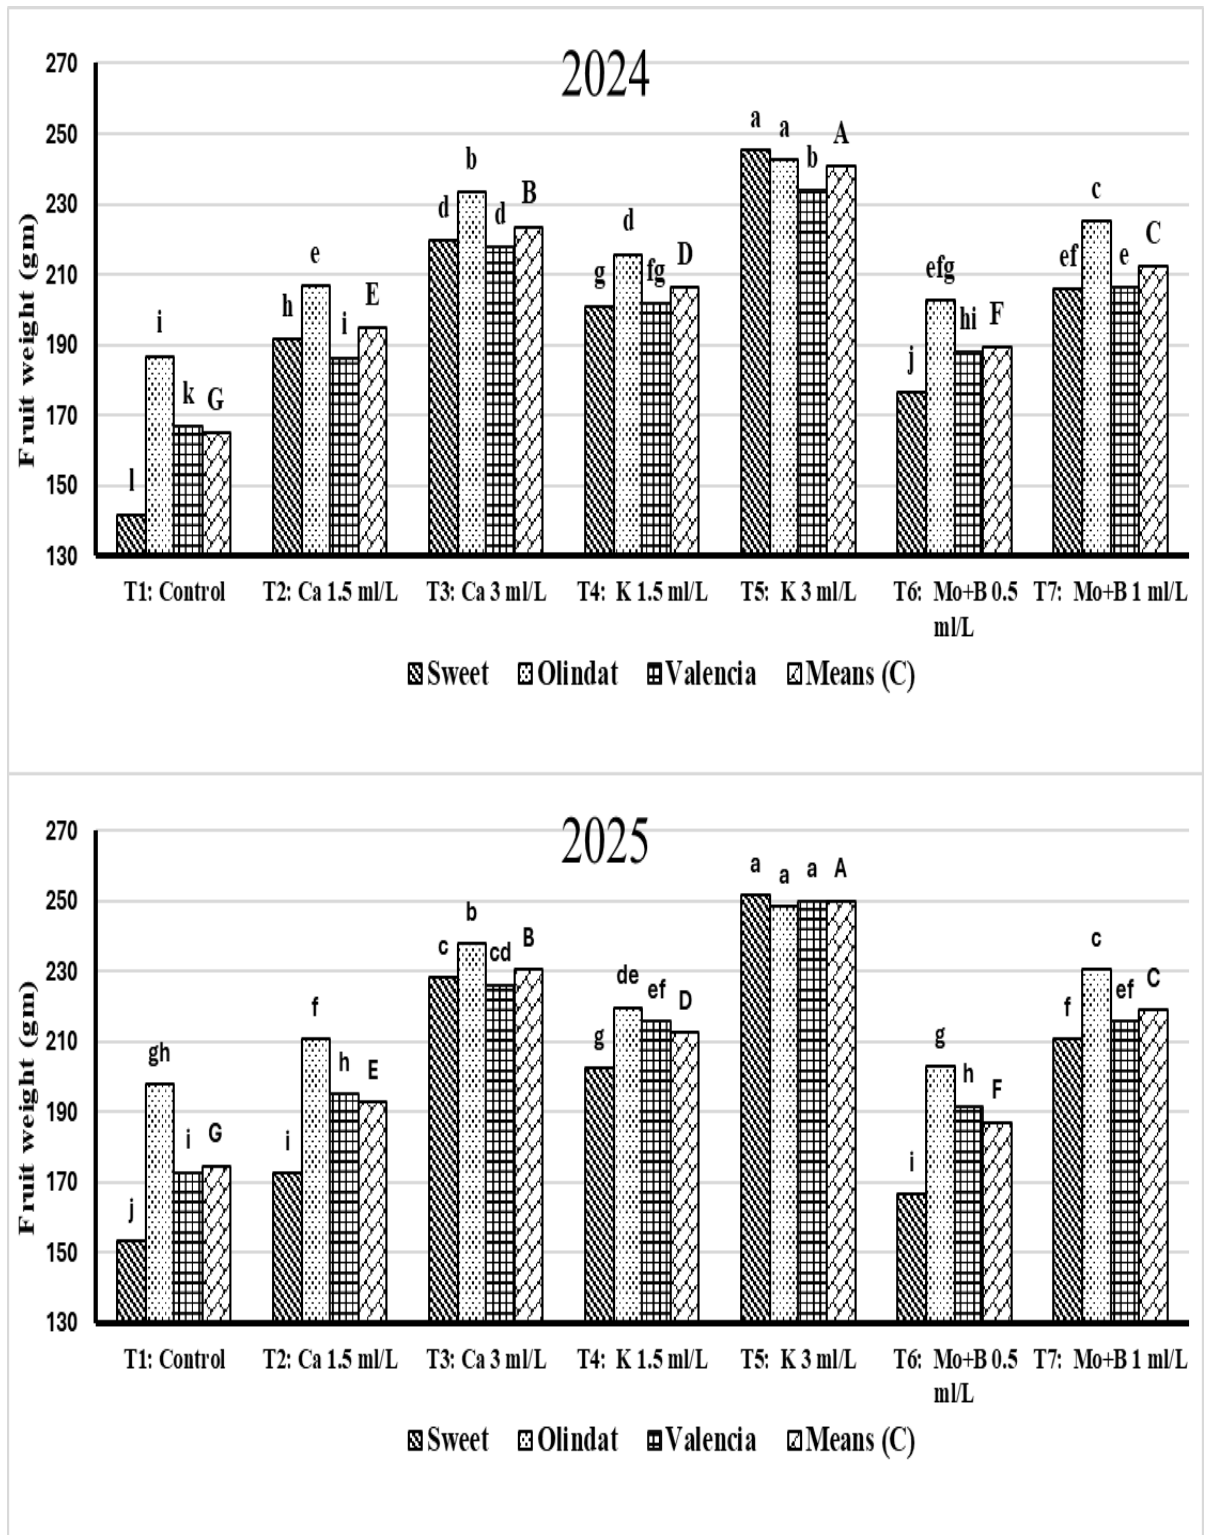 2024
270
250
230
210
190
170
150
130
Fruit weight (gm)
l i k G
h e i E
d b d B
g d fg D
a a b A
j efg hi F
ef c e C
T1: Control T2: Ca 1.5 ml/L T3: Ca 3 ml/L T4: K 1.5 ml/L T5: K 3 ml/L T6: Mo+B 0.5 T7: Mo+B 1 ml/L
ml/L
Sweet Olindat Valencia Means (C)
2025
270
250
230
210
190
170
150
130
Fruit weight (gm)
j gh i G
i f h E
c b cd B
g de ef D
a a a A
i g h F
f c ef C
T1: Control T2: Ca 1.5 ml/L T3: Ca 3 ml/L T4: K 1.5 ml/L T5: K 3 ml/L T6: Mo+B 0.5 T7: Mo+B 1 ml/L
ml/L
Sweet Olindat Valencia Means (C)